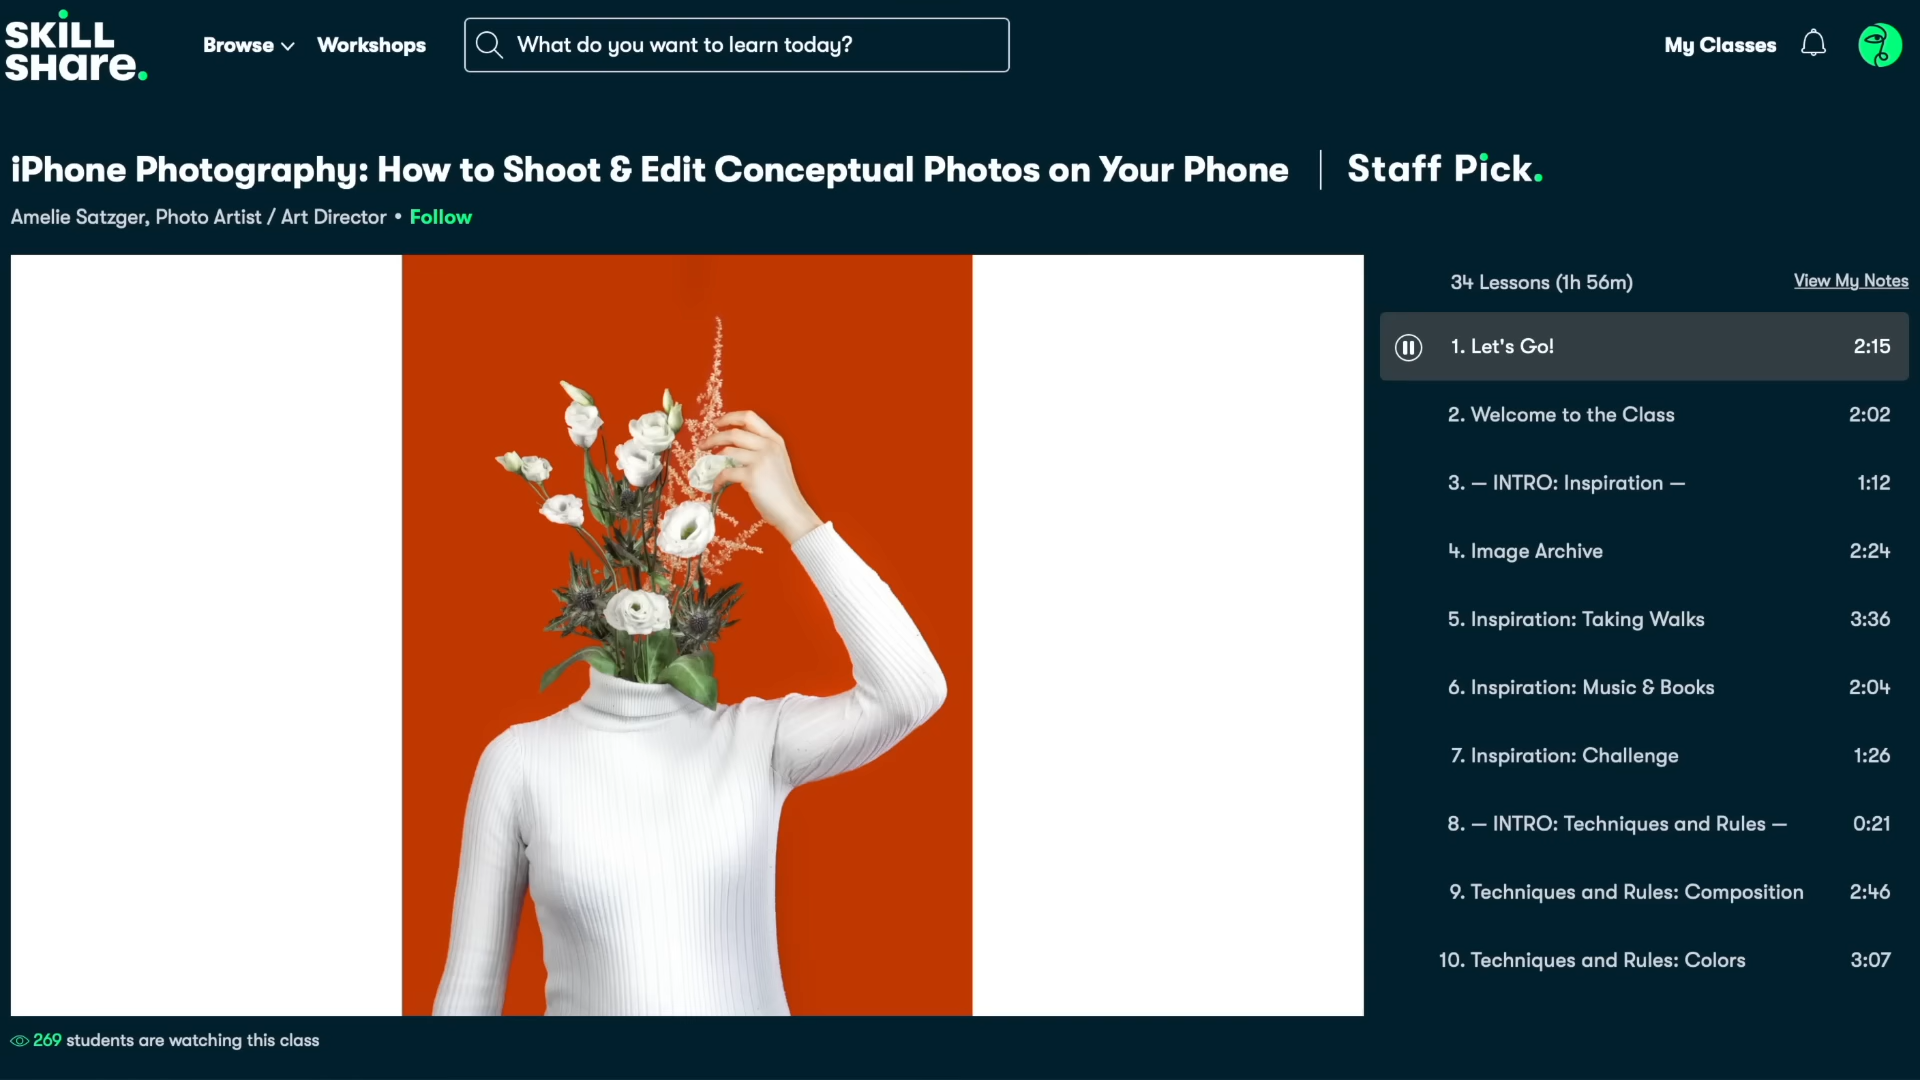 SKILL
SHare.
Browse
Workshops
What do you want to learn today?
My Classes
iPhone Photography: How to Shoot & Edit Conceptual Photos on Your Phone
Staff Pick.
Amelie Satzger, Photo Artist / Art Director • Follow
34 Lessons (1h 56m)
View My Notes
1. Let's Go! 2:15
2. Welcome to the Class 2:02
3. — INTRO: Inspiration — 1:12
4. Image Archive 2:24
5. Inspiration: Taking Walks 3:36
6. Inspiration: Music & Books 2:04
7. Inspiration: Challenge 1:26
8. — INTRO: Techniques and Rules — 0:21
9. Techniques and Rules: Composition 2:46
10. Techniques and Rules: Colors 3:07
269 students are watching this class